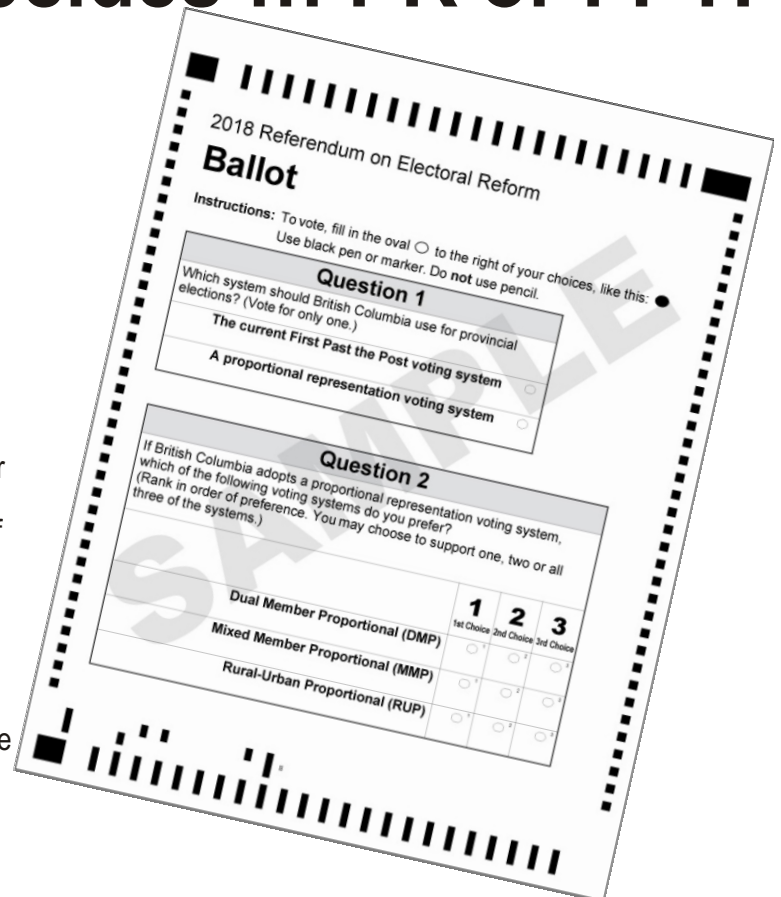 2018 Referendum on Electoral Reform
Ballot
Instructions: To vote, fill in the oval to the right of your choices, like this:
Use black pen or marker. Do not use pencil.
Question 1
Which system should British Columbia use for provincial
elections? (Vote for only one.)
The current First Past the Post voting system
A proportional representation voting system
Question 2
If British Columbia adopts a proportional representation voting system,
which of the following voting systems do you prefer?
(Rank in order of preference. You may choose to support one, two or all
three of the systems.)
1 2 3
1st Choice 2nd Choice 3rd Choice
Dual Member Proportional (DMP)
Mixed Member Proportional (MMP)
Rural-Urban Proportional (RUP)
SAMPLE